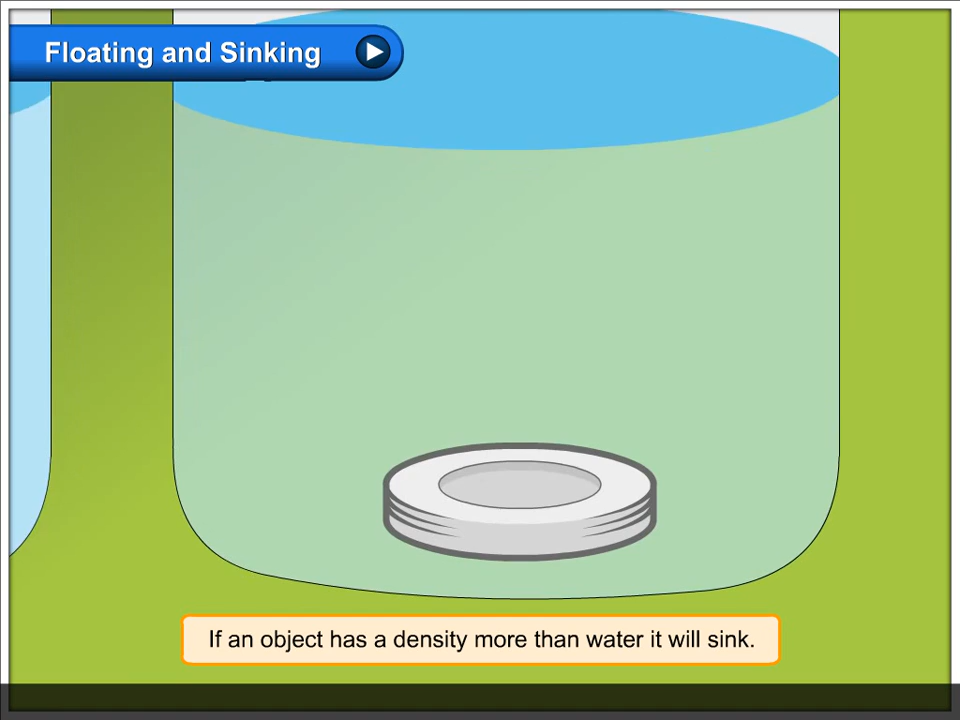 Floating and Sinking
If an object has a density more than water it will sink.